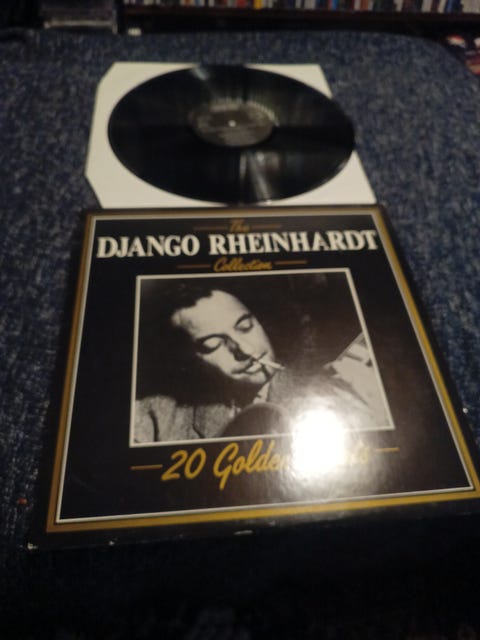 The
DJANGO RHEINHARDT
Collection
20 Golden